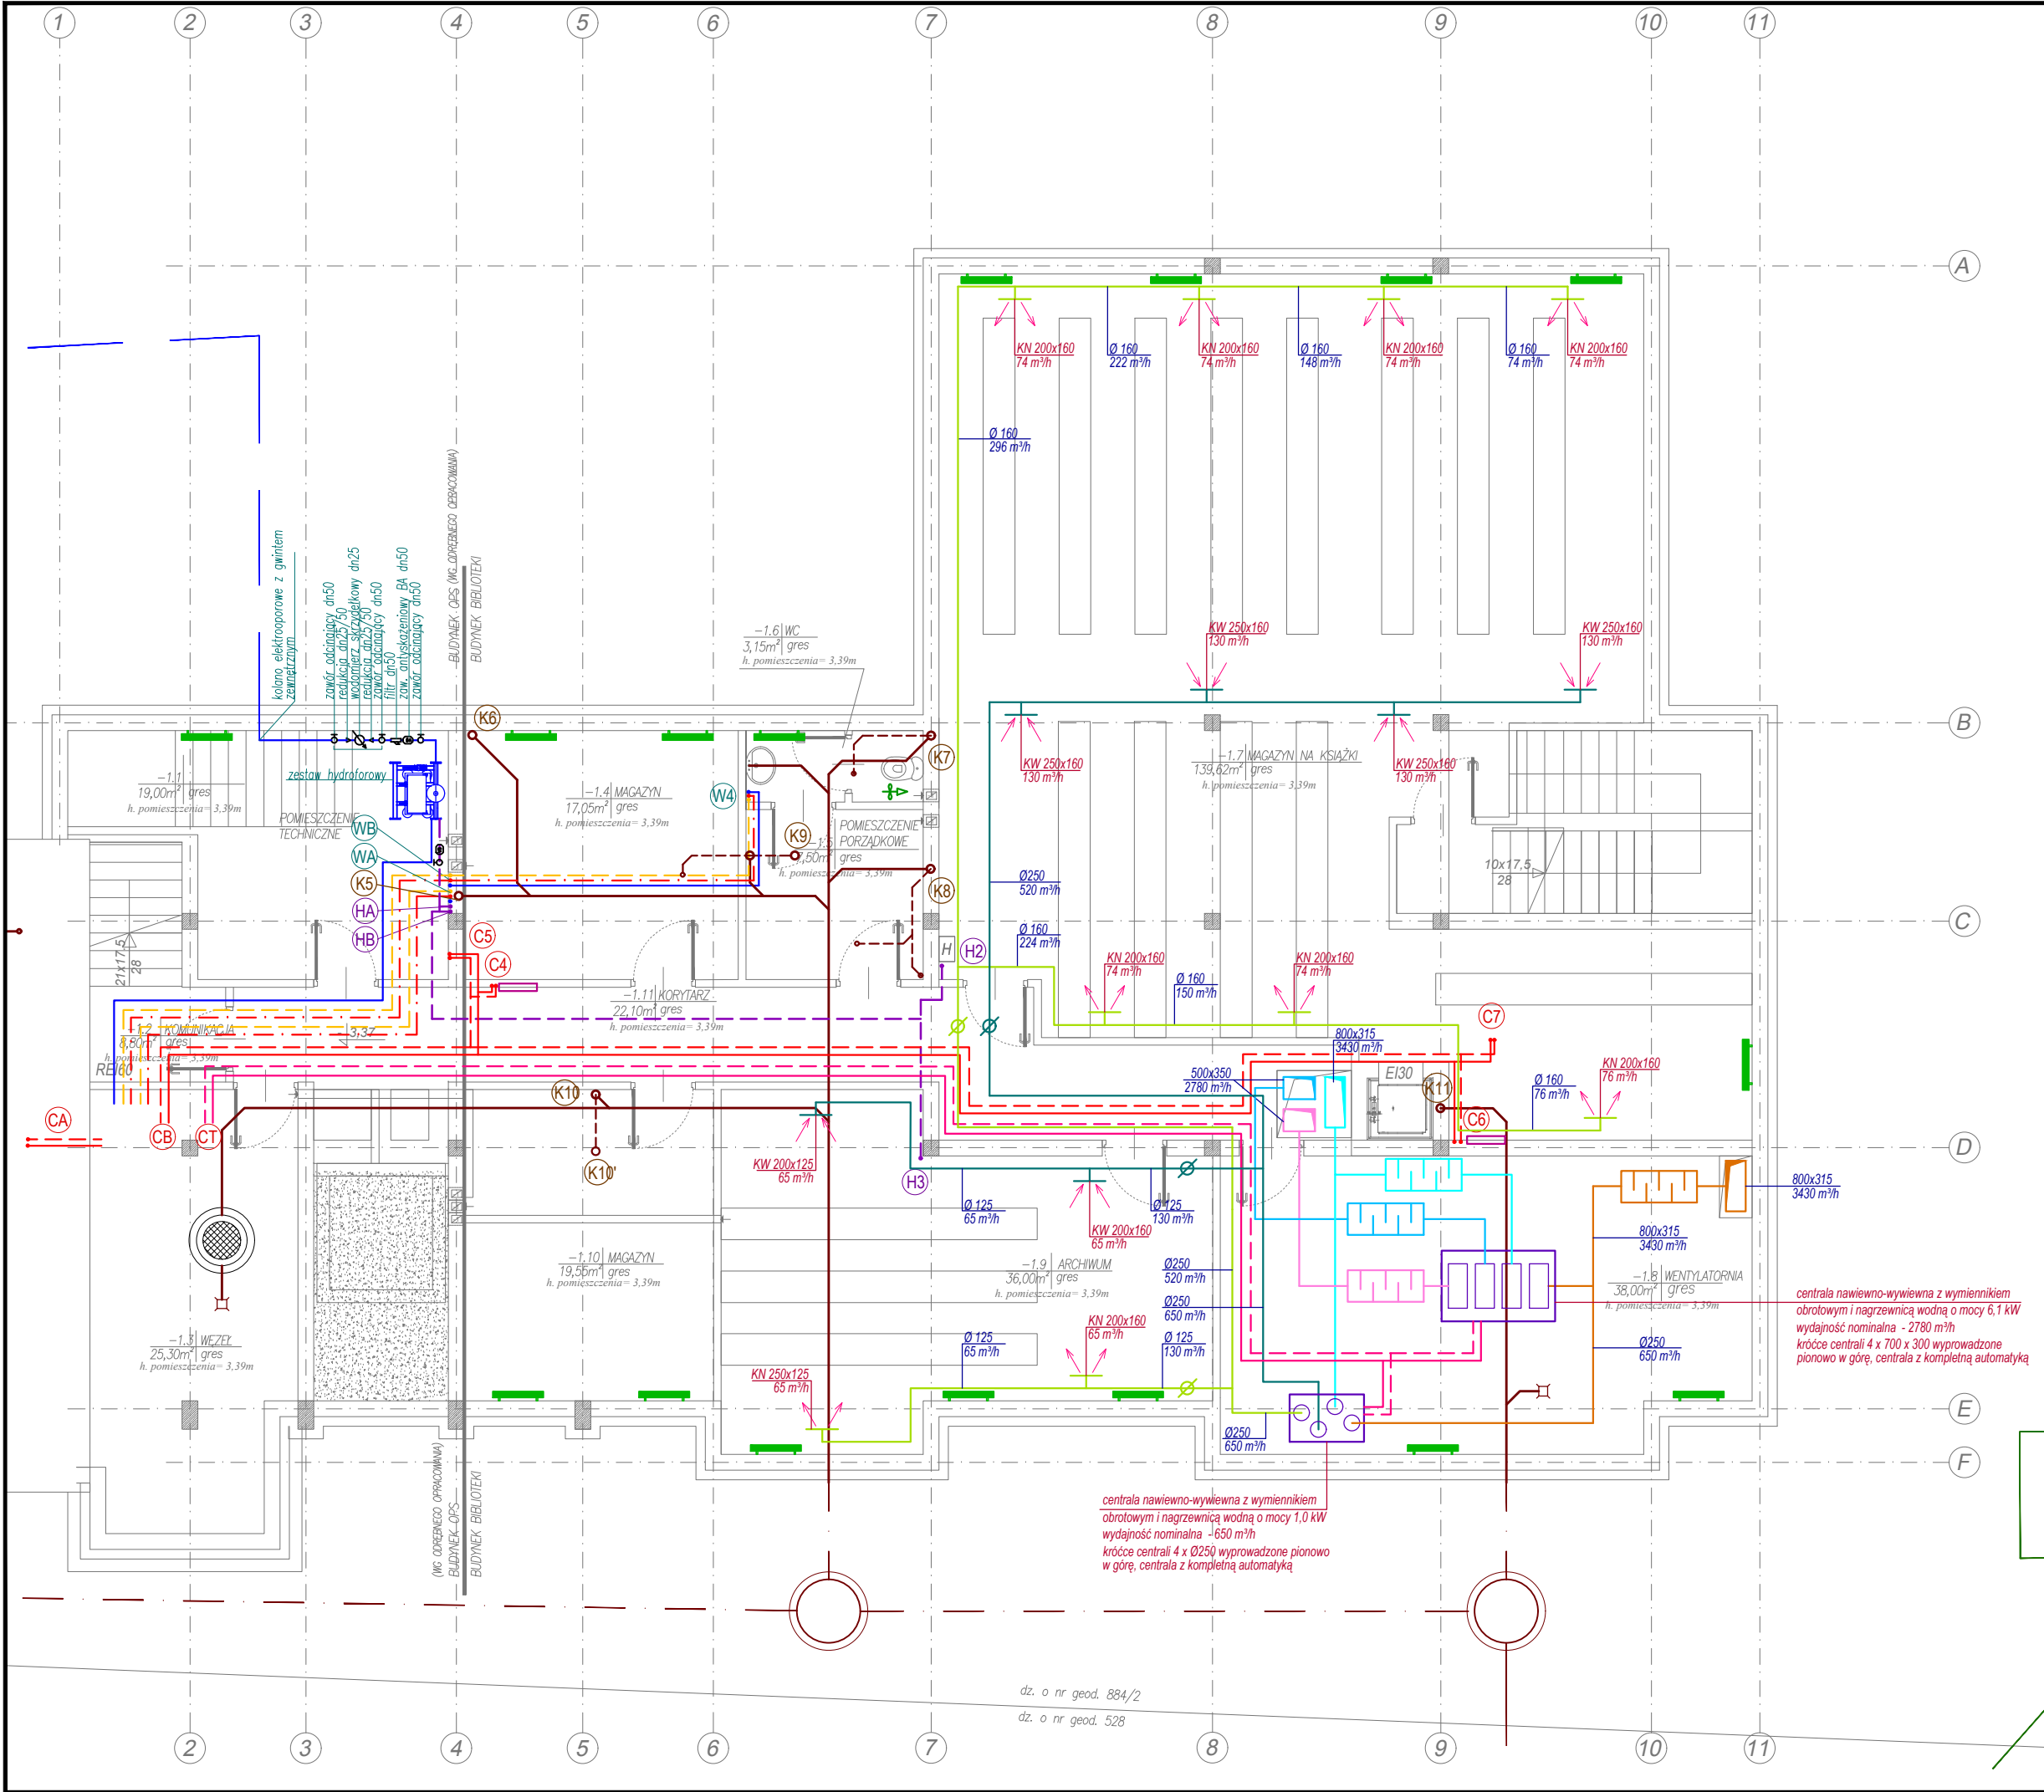 1
2
3
4
5
6
7
8
9
10
11
A
B
C
D
E
F
KN 200x160
74 m³/h
Ø 160
222 m³/h
KN 200x160
74 m³/h
Ø 160
148 m³/h
KN 200x160
74 m³/h
Ø 160
74 m³/h
KN 200x160
74 m³/h
Ø 160
296 m³/h
BUDYNEK OPS (WG ODRĘBNEGO OPRACOWANIA)
BUDYNEK BIBLIOTEKI
kolano elektrooporowe z gwintem
zewnętrznym
zawór odcinający dn50
redukcja dn25/50
wodomierz skrzydełkowy dn25
redukcja dn25/50
zawór odcinający dn50
filtr dn50
zaw. antyskażeniowy BA dn50
zawór odcinający dn50
-1.6 WC
3,15m² gres
h. pomieszczenia= 3,39m
KW 250x160
130 m³/h
KW 250x160
130 m³/h
K6
K7
KW 250x160
130 m³/h
-1.7 MAGAZYN NA KSIĄŻKI
139,62m² gres
h. pomieszczenia= 3,39m
KW 250x160
130 m³/h
-1.1
19,00m² gres
h. pomieszczenia= 3,39m
zestaw hydroforowy
POMIESZCZENIE
TECHNICZNE
-1.4 MAGAZYN
17,05m² gres
h. pomieszczenia= 3,39m
W4
WB
WA
K5
HA
HB
K9
POMIESZCZENIE
-1.5 PORZĄDKOWE
7,50m² gres
h. pomieszczenia= 3,39m
K8
Ø250
520 m³/h
10x17,5
28
21x17,5
28
C5
C4
H
H2
Ø 160
224 m³/h
KN 200x160
74 m³/h
KN 200x160
74 m³/h
Ø 160
150 m³/h
-1.11 KORYTARZ
22,10m² gres
h. pomieszczenia= 3,39m
-1.2 KOMUNIKACJA
8,80m² gres
h. pomieszczenia= 3,39m
3,37
REI60
C7
800x315
3430 m³/h
500x350
2780 m³/h
EI30
K11
C6
Ø 160
76 m³/h
KN 200x160
76 m³/h
CA
CB
CT
K10
K10'
KW 200x125
65 m³/h
H3
Ø 125
65 m³/h
KW 200x160
65 m³/h
Ø 125
130 m³/h
800x315
3430 m³/h
800x315
3430 m³/h
-1.10 MAGAZYN
19,55m² gres
h. pomieszczenia= 3,39m
-1.9 ARCHIWUM
36,00m² gres
h. pomieszczenia= 3,39m
Ø250
520 m³/h
Ø250
650 m³/h
-1.8 WENTYLATORNIA
38,00m² gres
h. pomieszczenia= 3,39m
centrala nawiewno-wywiewna z wymiennikiem
obrotowym i nagrzewnicą wodną o mocy 6,1 kW
wydajność nominalna - 2780 m³/h
króćce centrali 4 x 700 x 300 wyprowadzone
pionowo w górę, centrala z kompletną automatyką
-1.3 WĘZEŁ
25,30m² gres
h. pomieszczenia= 3,39m
Ø 125
65 m³/h
KN 200x160
65 m³/h
Ø 125
130 m³/h
Ø250
650 m³/h
KN 250x125
65 m³/h
Ø250
650 m³/h
(WG ODRĘBNEGO OPRACOWANIA)
BUDYNEK OPS
BUDYNEK BIBLIOTEKI
centrala nawiewno-wywiewna z wymiennikiem
obrotowym i nagrzewnicą wodną o mocy 1,0 kW
wydajność nominalna - 650 m³/h
króćce centrali 4 x Ø250 wyprowadzone pionowo
w górę, centrala z kompletną automatyką
dz. o nr geod. 884/2
dz. o nr geod. 528
2
3
4
5
6
7
8
9
10
11